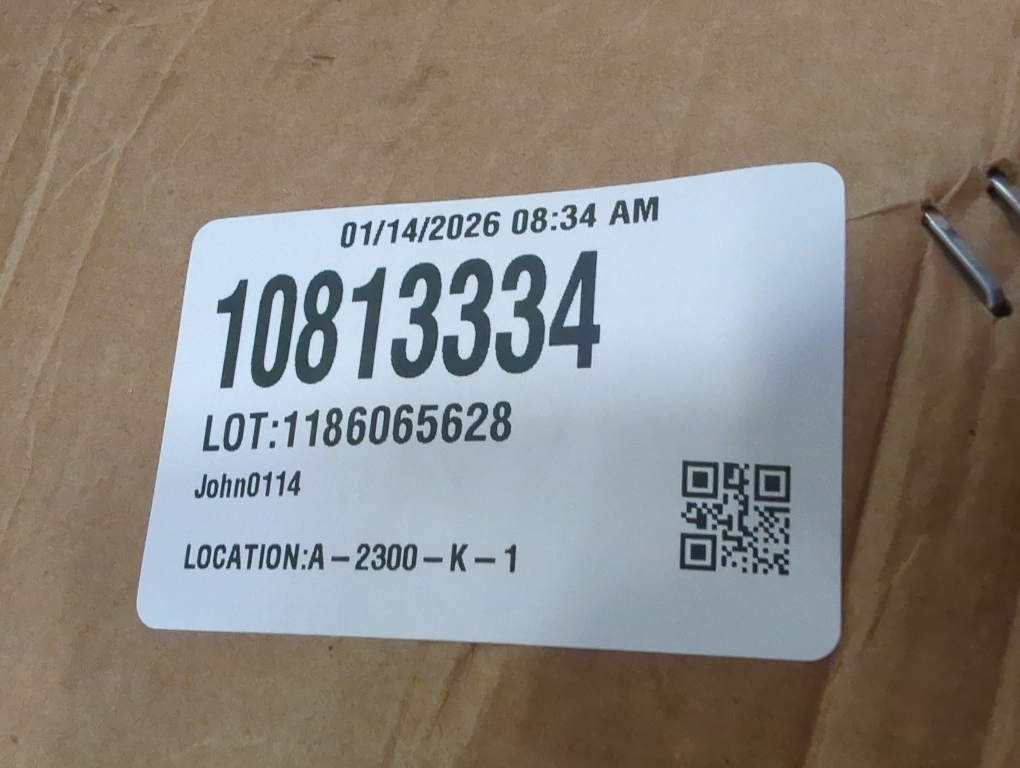 01/14/2026 08:34 AM
10813334
LOT:1186065628
John0114
LOCATION:A – 2300 – K – 1